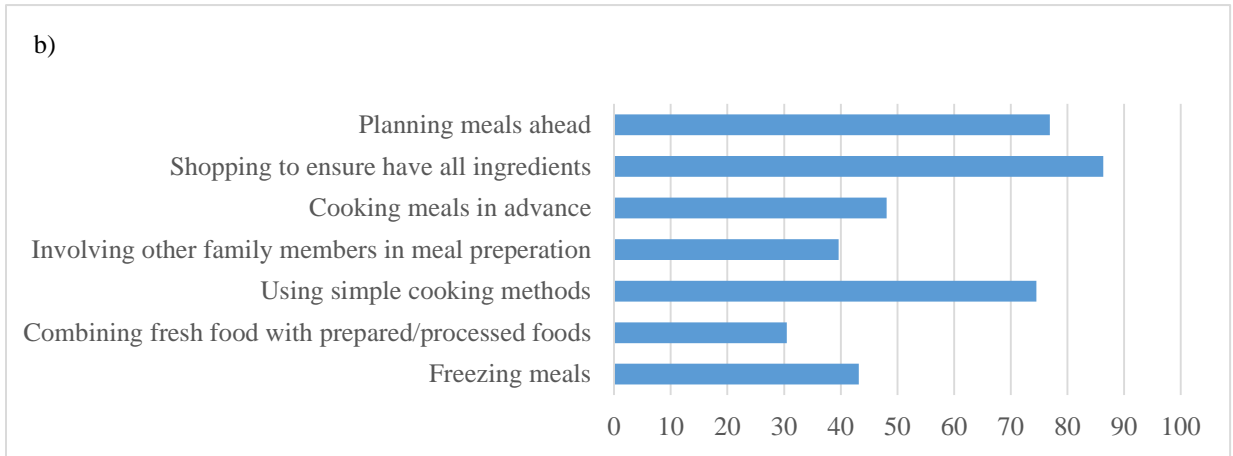 b)
Planning meals ahead
Shopping to ensure have all ingredients
Cooking meals in advance
Involving other family members in meal preperation
Using simple cooking methods
Combining fresh food with prepared/processed foods
Freezing meals
0 10 20 30 40 50 60 70 80 90 100